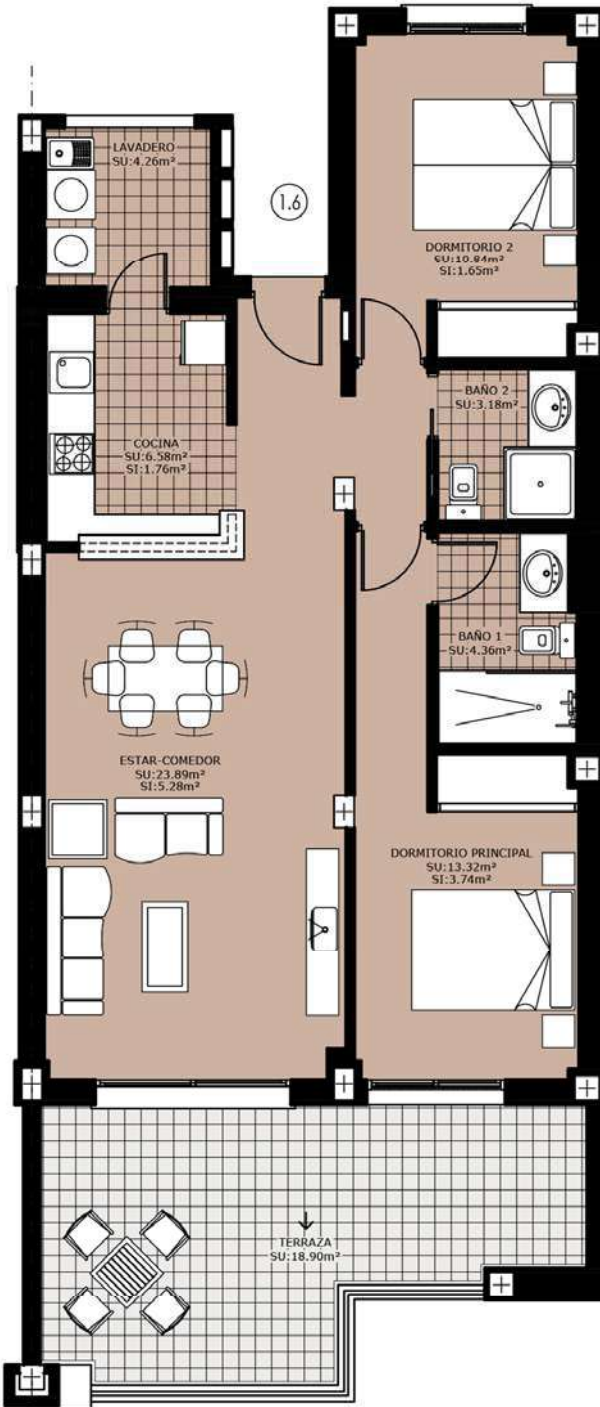 LAVADERO
SU:4.26m²
1.6
DORMITORIO 2
SU:10.84m²
SI:1.65m²
BAÑO 2
SU:3.18m²
COCINA
SU:6.58m²
SI:1.76m²
BAÑO 1
SU:4.36m²
ESTAR-COMEDOR
SU:23.89m²
SI:5.28m²
DORMITORIO PRINCIPAL
SU:13.32m²
SI:3.74m²
TERRAZA
SU:18.90m²